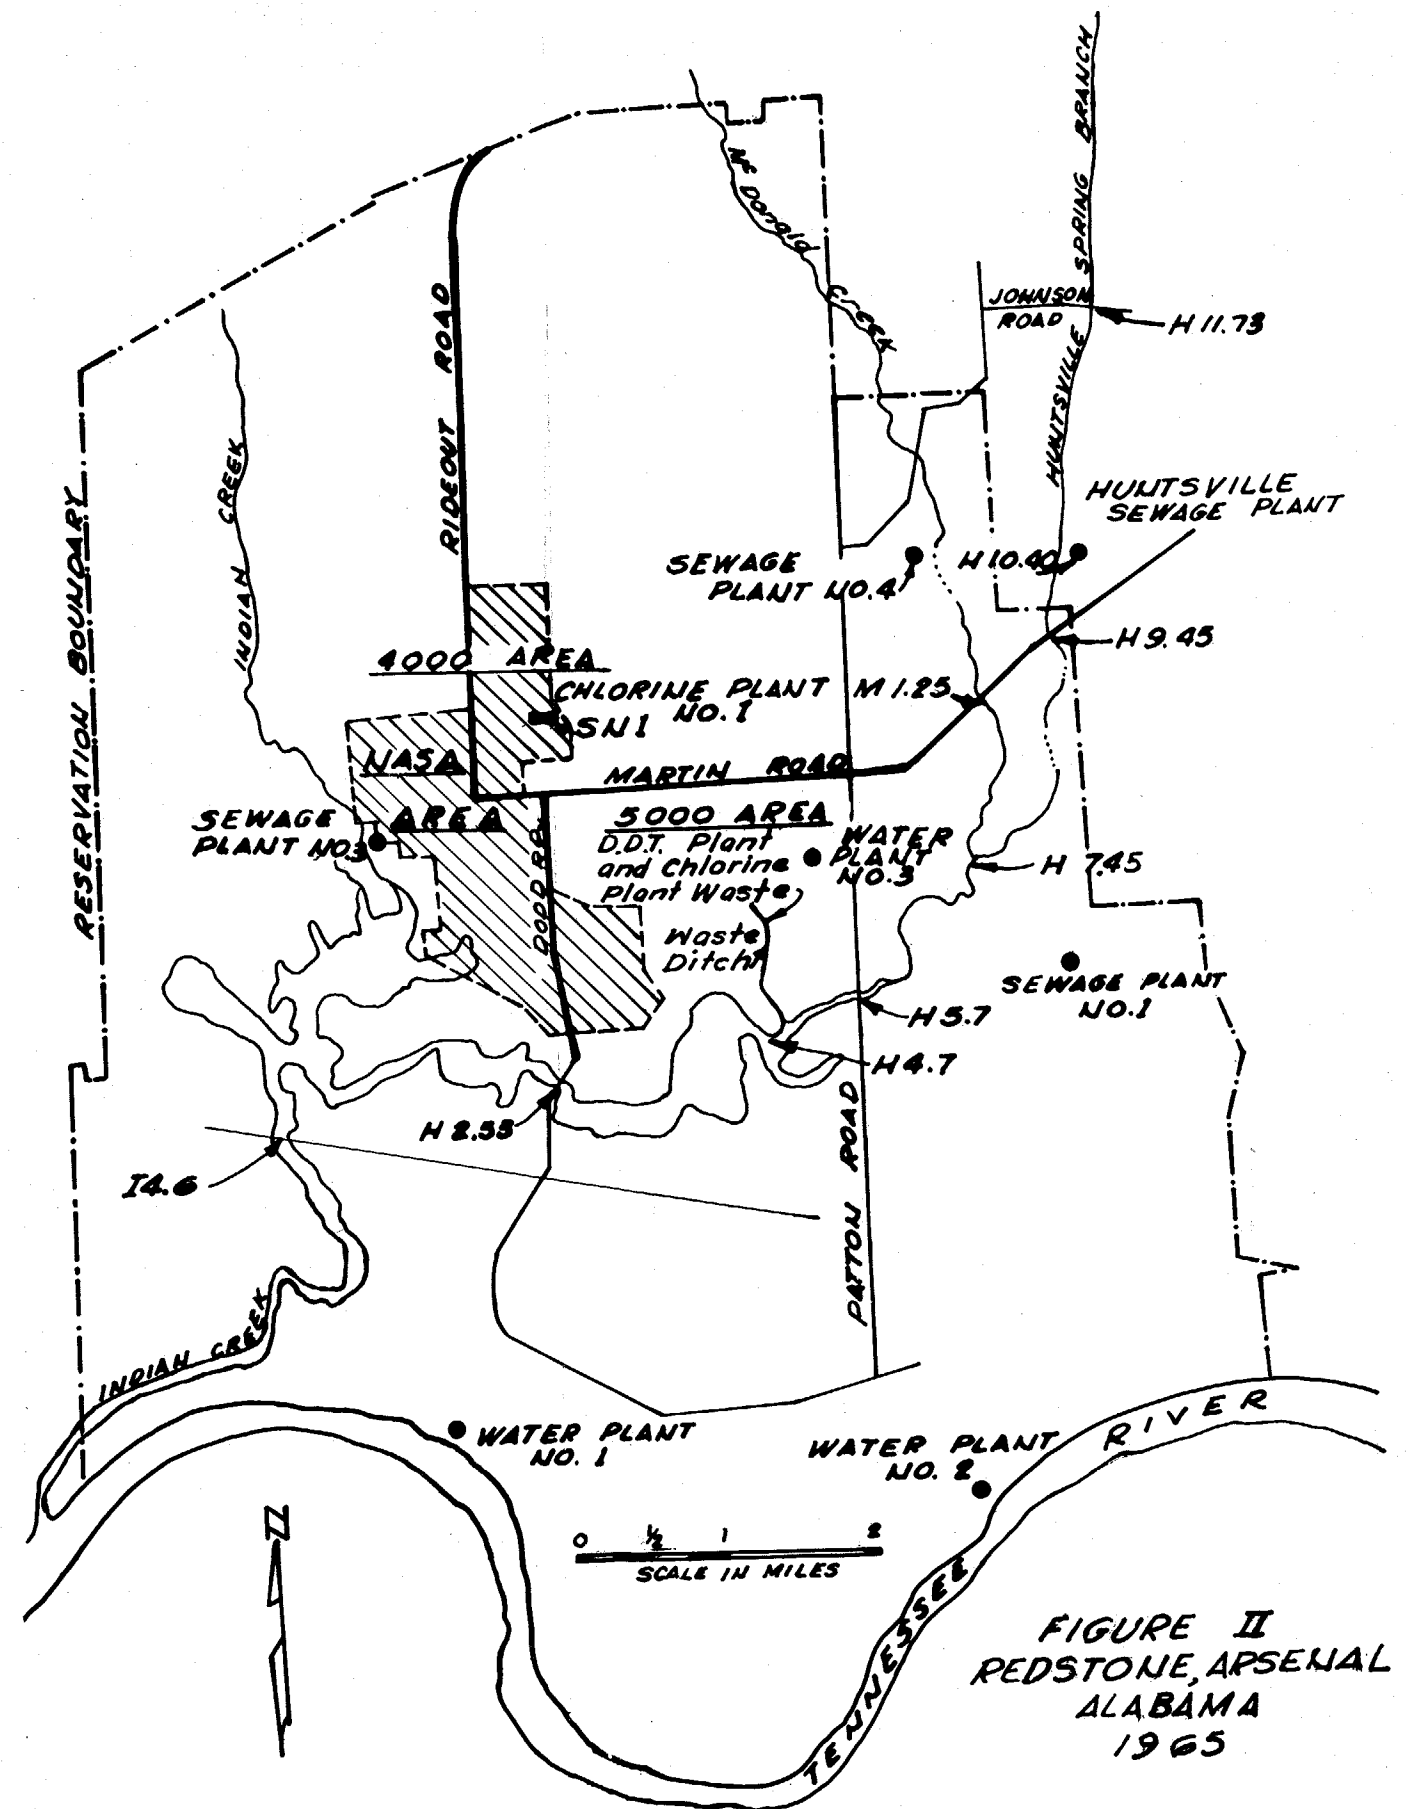 HUNTSVILLE SPRING BRANCH
Mc Donald
CREEK
JOHNSON
ROAD
H 11.73
RIDEOUT ROAD
INDIAN CREEK
RESERVATION BOUNDARY
HUNTSVILLE
SEWAGE PLANT
SEWAGE
PLANT NO.4
H 10.40
H 9.45
4000 AREA
CHLORINE PLANT
NO. 1
SN1
M 1.25
NASA
AREA
MARTIN ROAD
SEWAGE
PLANT NO.3
5000 AREA
D.D.T. Plant
and Chlorine
Plant Waste
WATER
PLANT
NO.3
H 7.45
DODD RD.
Waste
Ditch
SEWAGE PLANT
NO.1
H 5.7
H 4.7
H 2.55
I4.6
PATTON ROAD
INDIAN CREEK
WATER PLANT
NO. 1
WATER PLANT
NO. 2
TENNESSEE RIVER
N
0 ½ 1 2
SCALE IN MILES
FIGURE II
REDSTONE, ARSENAL
ALABAMA
1965